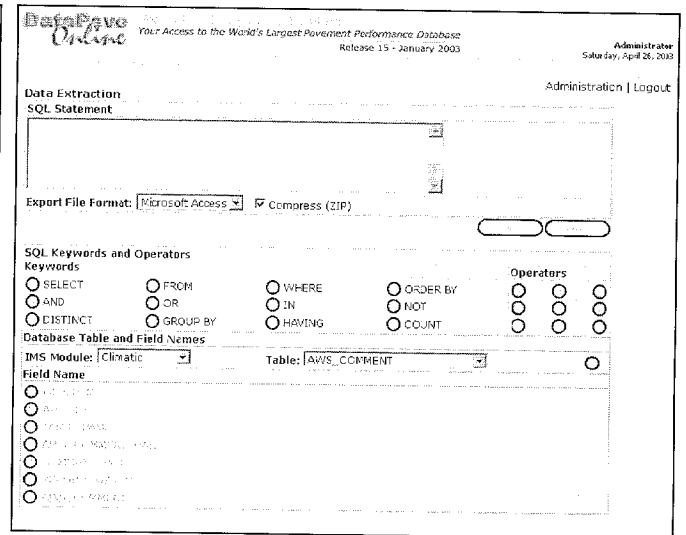 DataPave
Online
Your Access to the World's Largest Pavement Performance Database
Release 15 - January 2003
Administrator
Saturday, April 26, 2003
Administration | Logout
Data Extraction
SQL Statement
Export File Format: Microsoft Access Compress (ZIP)
SQL Keywords and Operators
Keywords Operators
SELECT FROM WHERE ORDER BY
AND OR IN NOT
DISTINCT GROUP BY HAVING COUNT
Database Table and Field Names
IMS Module: Climatic Table: AWS_COMMENT
Field Name